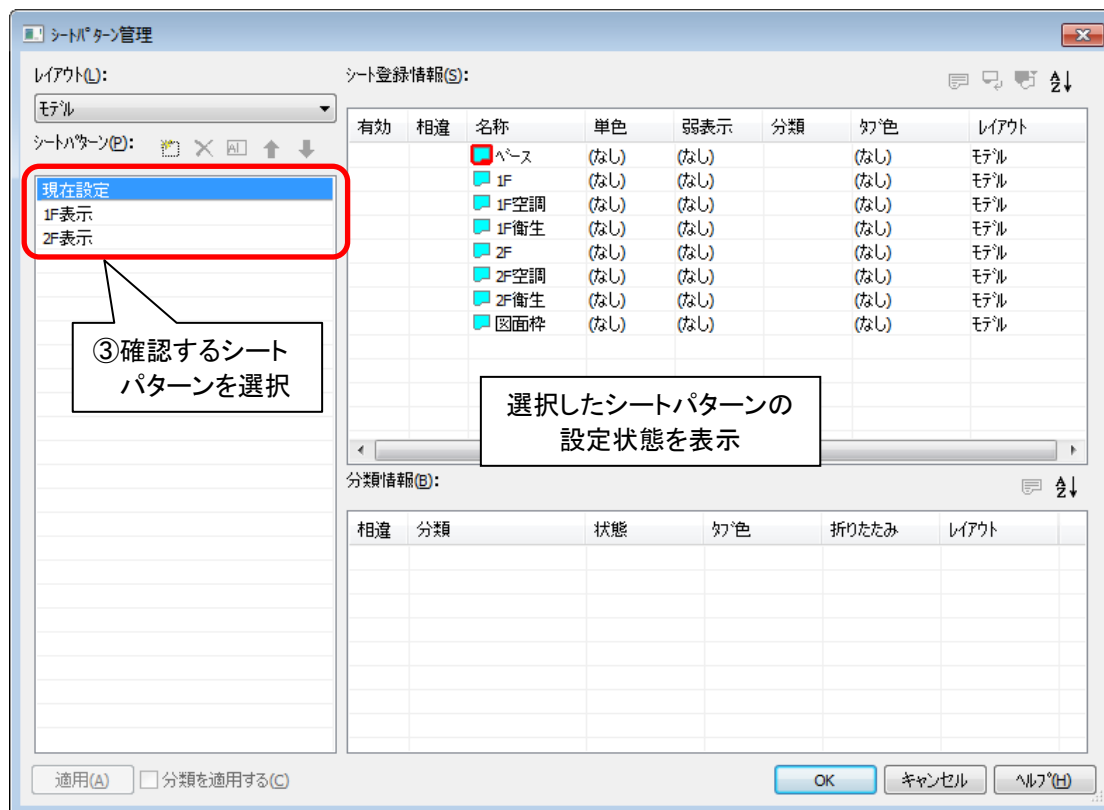 シートパターン管理
レイアウト(L):
モデル
シートパターン(P):
現在設定
1F表示
2F表示
③確認するシート
パターンを選択
シート登録情報(S):
有効 相違 名称 単色 弱表示 分類 タブ色 レイアウト
ベース (なし) (なし) (なし) モデル
1F (なし) (なし) (なし) モデル
1F空調 (なし) (なし) (なし) モデル
1F衛生 (なし) (なし) (なし) モデル
2F (なし) (なし) (なし) モデル
2F空調 (なし) (なし) (なし) モデル
2F衛生 (なし) (なし) (なし) モデル
図面枠 (なし) (なし) (なし) モデル
選択したシートパターンの
設定状態を表示
分類情報(B):
相違 分類 状態 タブ色 折りたたみ レイアウト
適用(A) 分類を適用する(C) OK キャンセル ヘルプ(H)